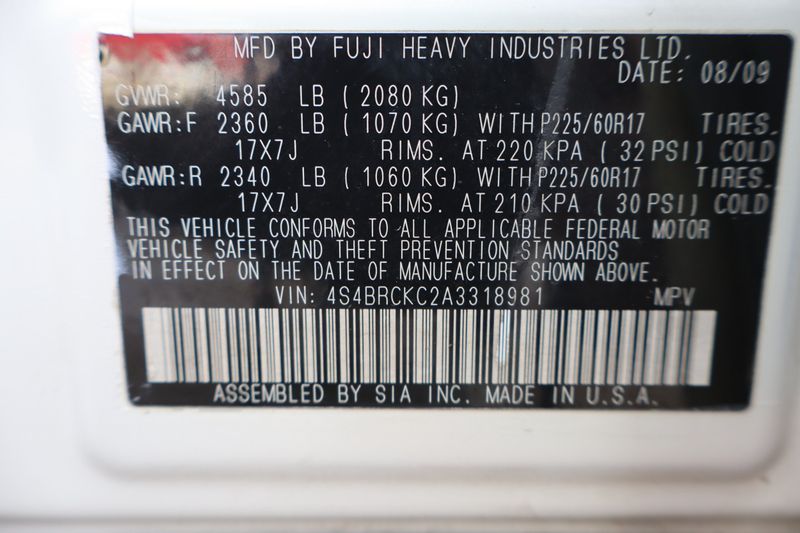 MFD BY FUJI HEAVY INDUSTRIES LTD.
DATE: 08/09
GVWR: 4585 LB ( 2080 KG)
GAWR:F 2360 LB ( 1070 KG) WITH P225/60R17 TIRES.
17X7J RIMS. AT 220 KPA ( 32 PSI) COLD
GAWR:R 2340 LB ( 1060 KG) WITH P225/60R17 TIRES.
17X7J RIMS. AT 210 KPA ( 30 PSI) COLD
THIS VEHICLE CONFORMS TO ALL APPLICABLE FEDERAL MOTOR
VEHICLE SAFETY AND THEFT PREVENTION STANDARDS
IN EFFECT ON THE DATE OF MANUFACTURE SHOWN ABOVE.
VIN: 4S4BRCKC2A3318981 MPV
ASSEMBLED BY SIA INC. MADE IN U.S.A.